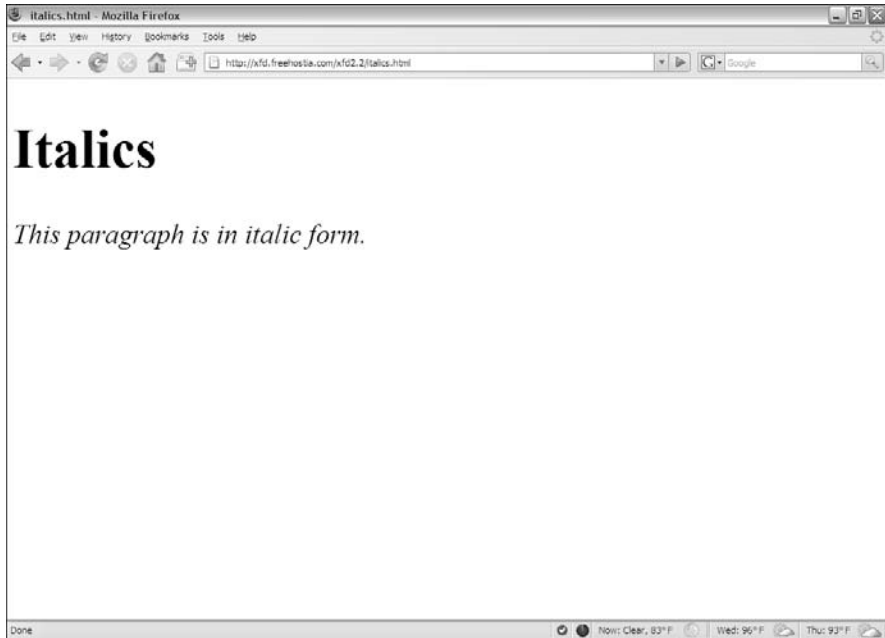 italics.html - Mozilla Firefox
File Edit View History Bookmarks Tools Help
http://xfd.freehostia.com/xfd2.2/italics.html
G Google
Italics
This paragraph is in italic form.
Done Now: Clear, 83° F Wed: 96° F Thu: 93° F